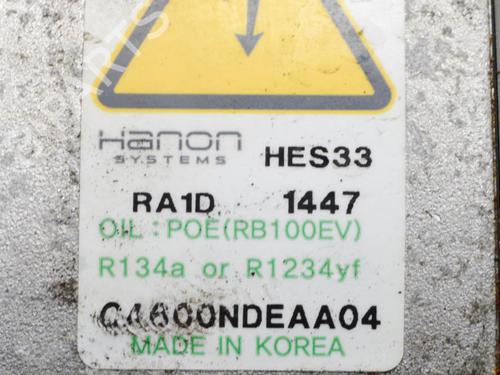 Hanon
SYSTEMS HES33
RA1D 1447
OIL : POE(RB100EV)
R134a or R1234yf
C4600NDEAA04
MADE IN KOREA